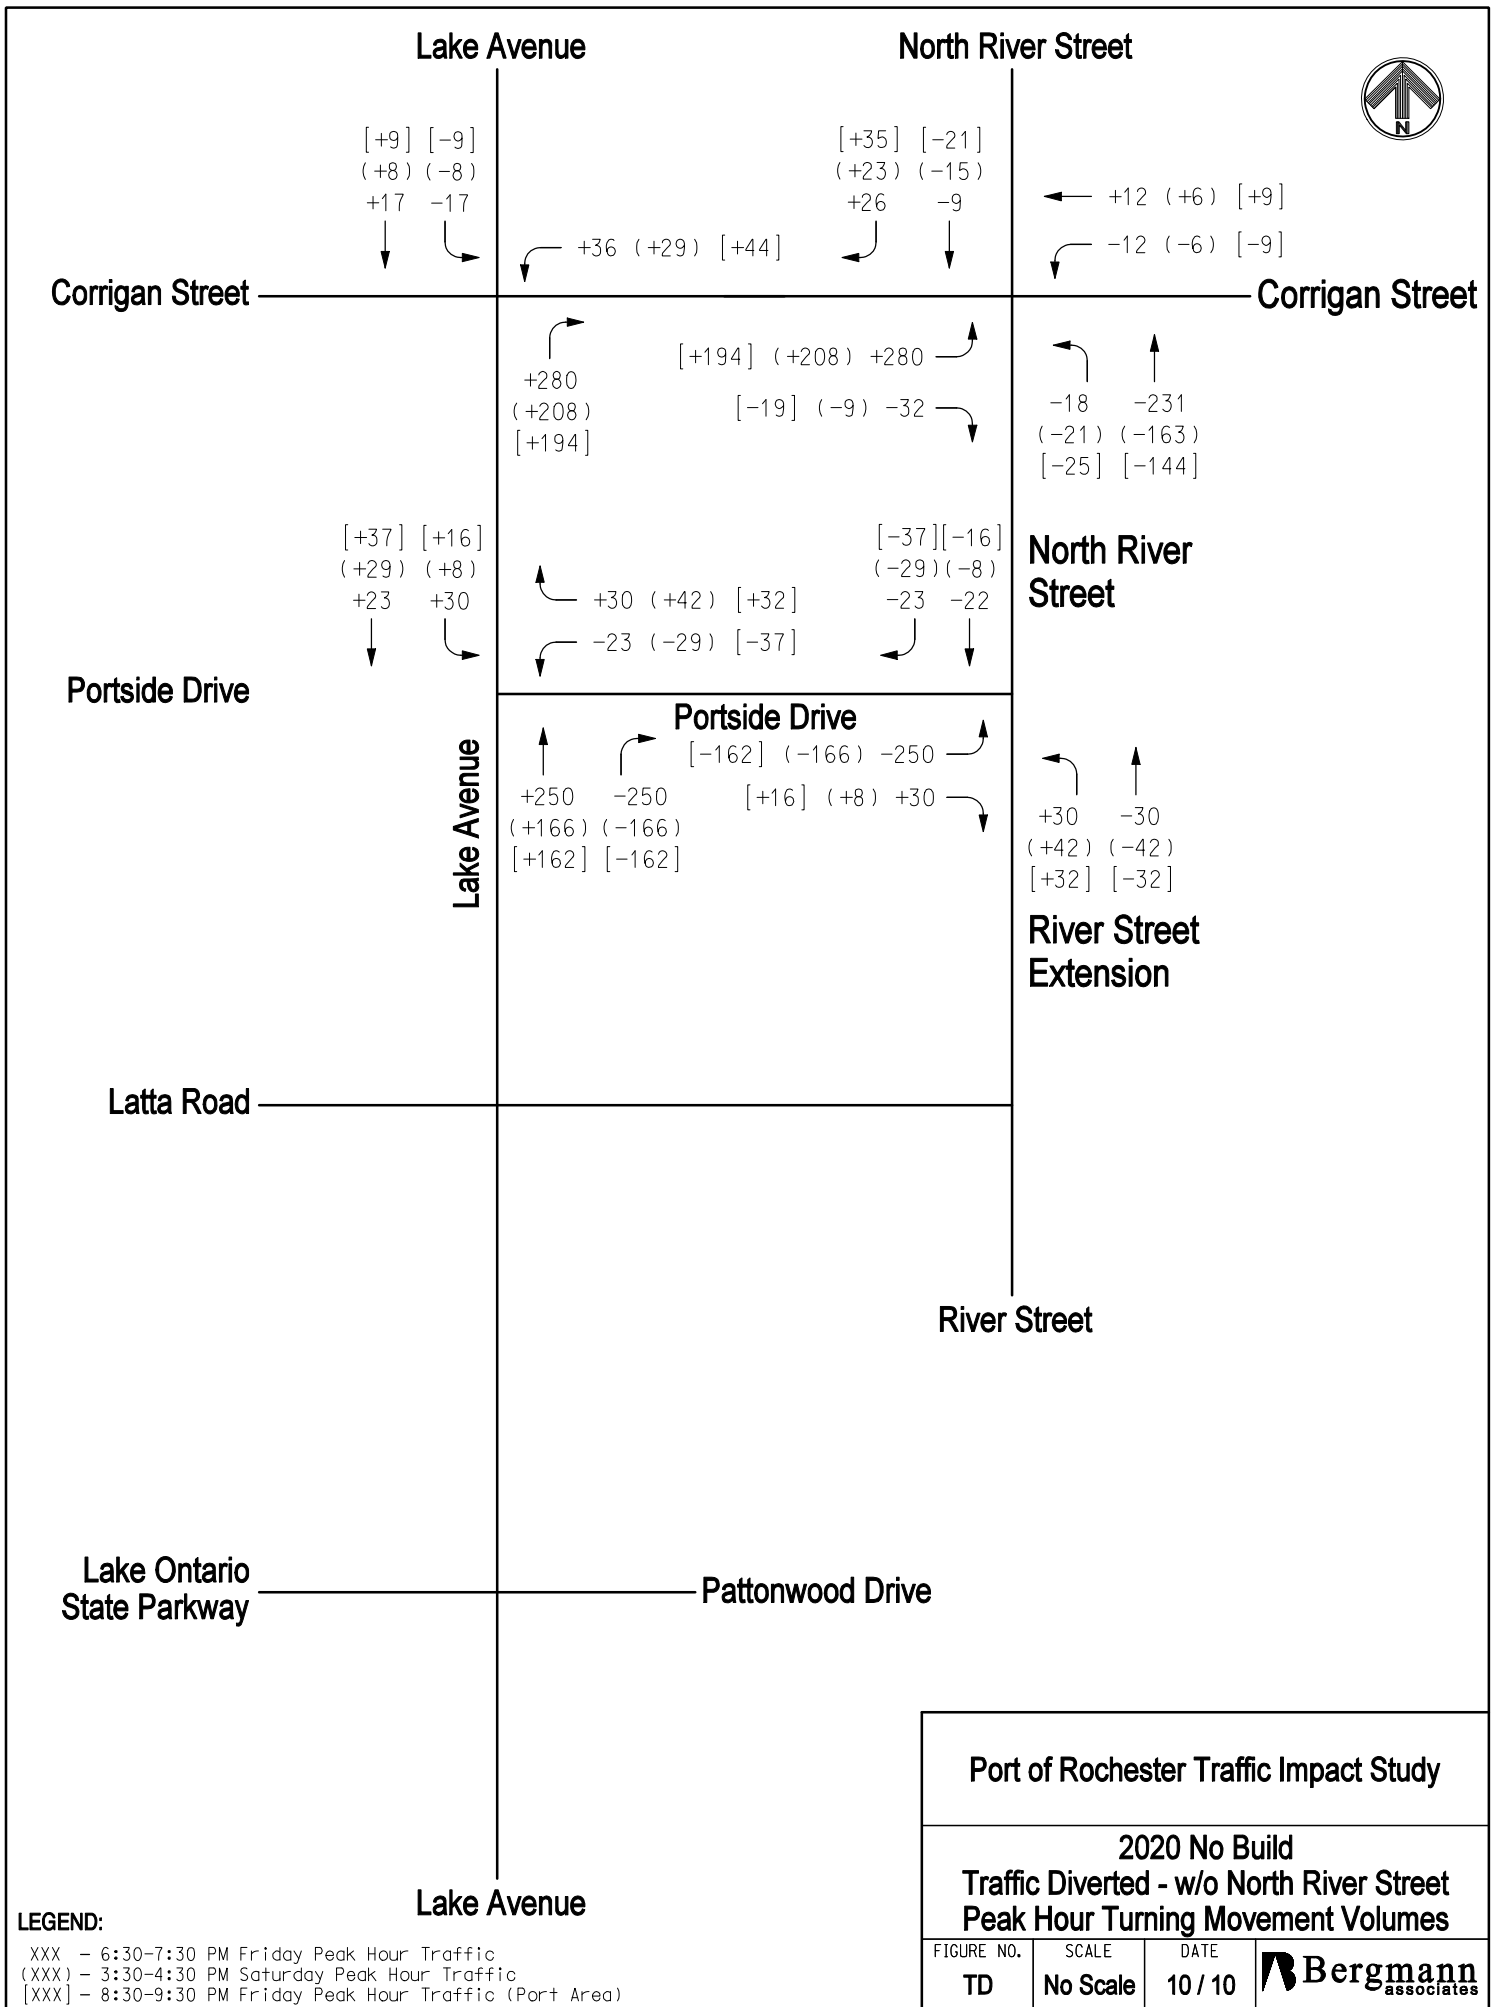 Lake Avenue
North River Street
N
[+9] [-9]
(+8) (-8)
+17 -17
[+35] [-21]
(+23) (-15)
+26 -9
+12 (+6) [+9]
-12 (-6) [-9]
+36 (+29) [+44]
Corrigan Street
Corrigan Street
[+194] (+208) +280
[-19] (-9) -32
+280
(+208)
[+194]
-18 -231
(-21) (-163)
[-25] [-144]
[+37] [+16]
(+29) (+8)
+23 +30
+30 (+42) [+32]
-23 (-29) [-37]
[-37][-16]
(-29)(-8)
-23 -22
North River
Street
Portside Drive
Portside Drive
Lake Avenue
+250 -250
(+166) (-166)
[+162] [-162]
[-162] (-166) -250
[+16] (+8) +30
+30 -30
(+42) (-42)
[+32] [-32]
River Street
Extension
Latta Road
River Street
Lake Ontario
State Parkway
Pattonwood Drive
Lake Avenue
LEGEND:
XXX - 6:30-7:30 PM Friday Peak Hour Traffic
(XXX) - 3:30-4:30 PM Saturday Peak Hour Traffic
[XXX] - 8:30-9:30 PM Friday Peak Hour Traffic (Port Area)
Port of Rochester Traffic Impact Study
2020 No Build
Traffic Diverted - w/o North River Street
Peak Hour Turning Movement Volumes
FIGURE NO. SCALE DATE
TD No Scale 10 / 10
Bergmann
associates